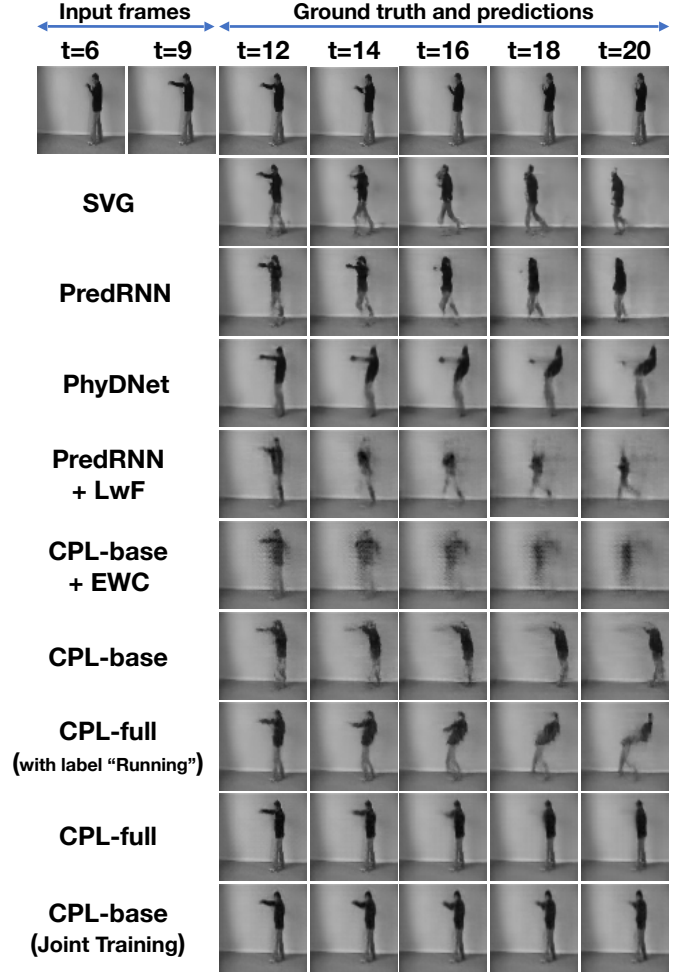 Input frames
Ground truth and predictions
t=6
t=9
t=12
t=14
t=16
t=18
t=20
SVG
PredRNN
PhyDNet
PredRNN
+ LwF
CPL-base
+ EWC
CPL-base
CPL-full
(with label “Running”)
CPL-full
CPL-base
(Joint Training)